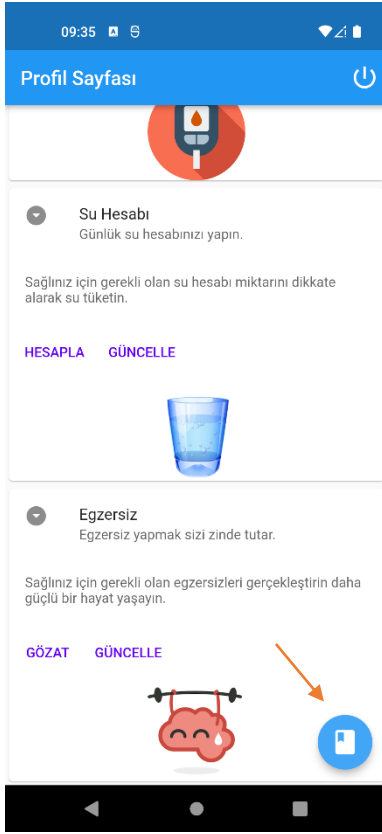 09:35
Profil Sayfası
Su Hesabı
Günlük su hesabınızı yapın.
Sağlınız için gerekli olan su hesabı miktarını dikkate
alarak su tüketin.
HESAPLA GÜNCELLE
Egzersiz
Egzersiz yapmak sizi zinde tutar.
Sağlınız için gerekli olan egzersizleri gerçekleştirin daha
güçlü bir hayat yaşayın.
GÖZAT GÜNCELLE